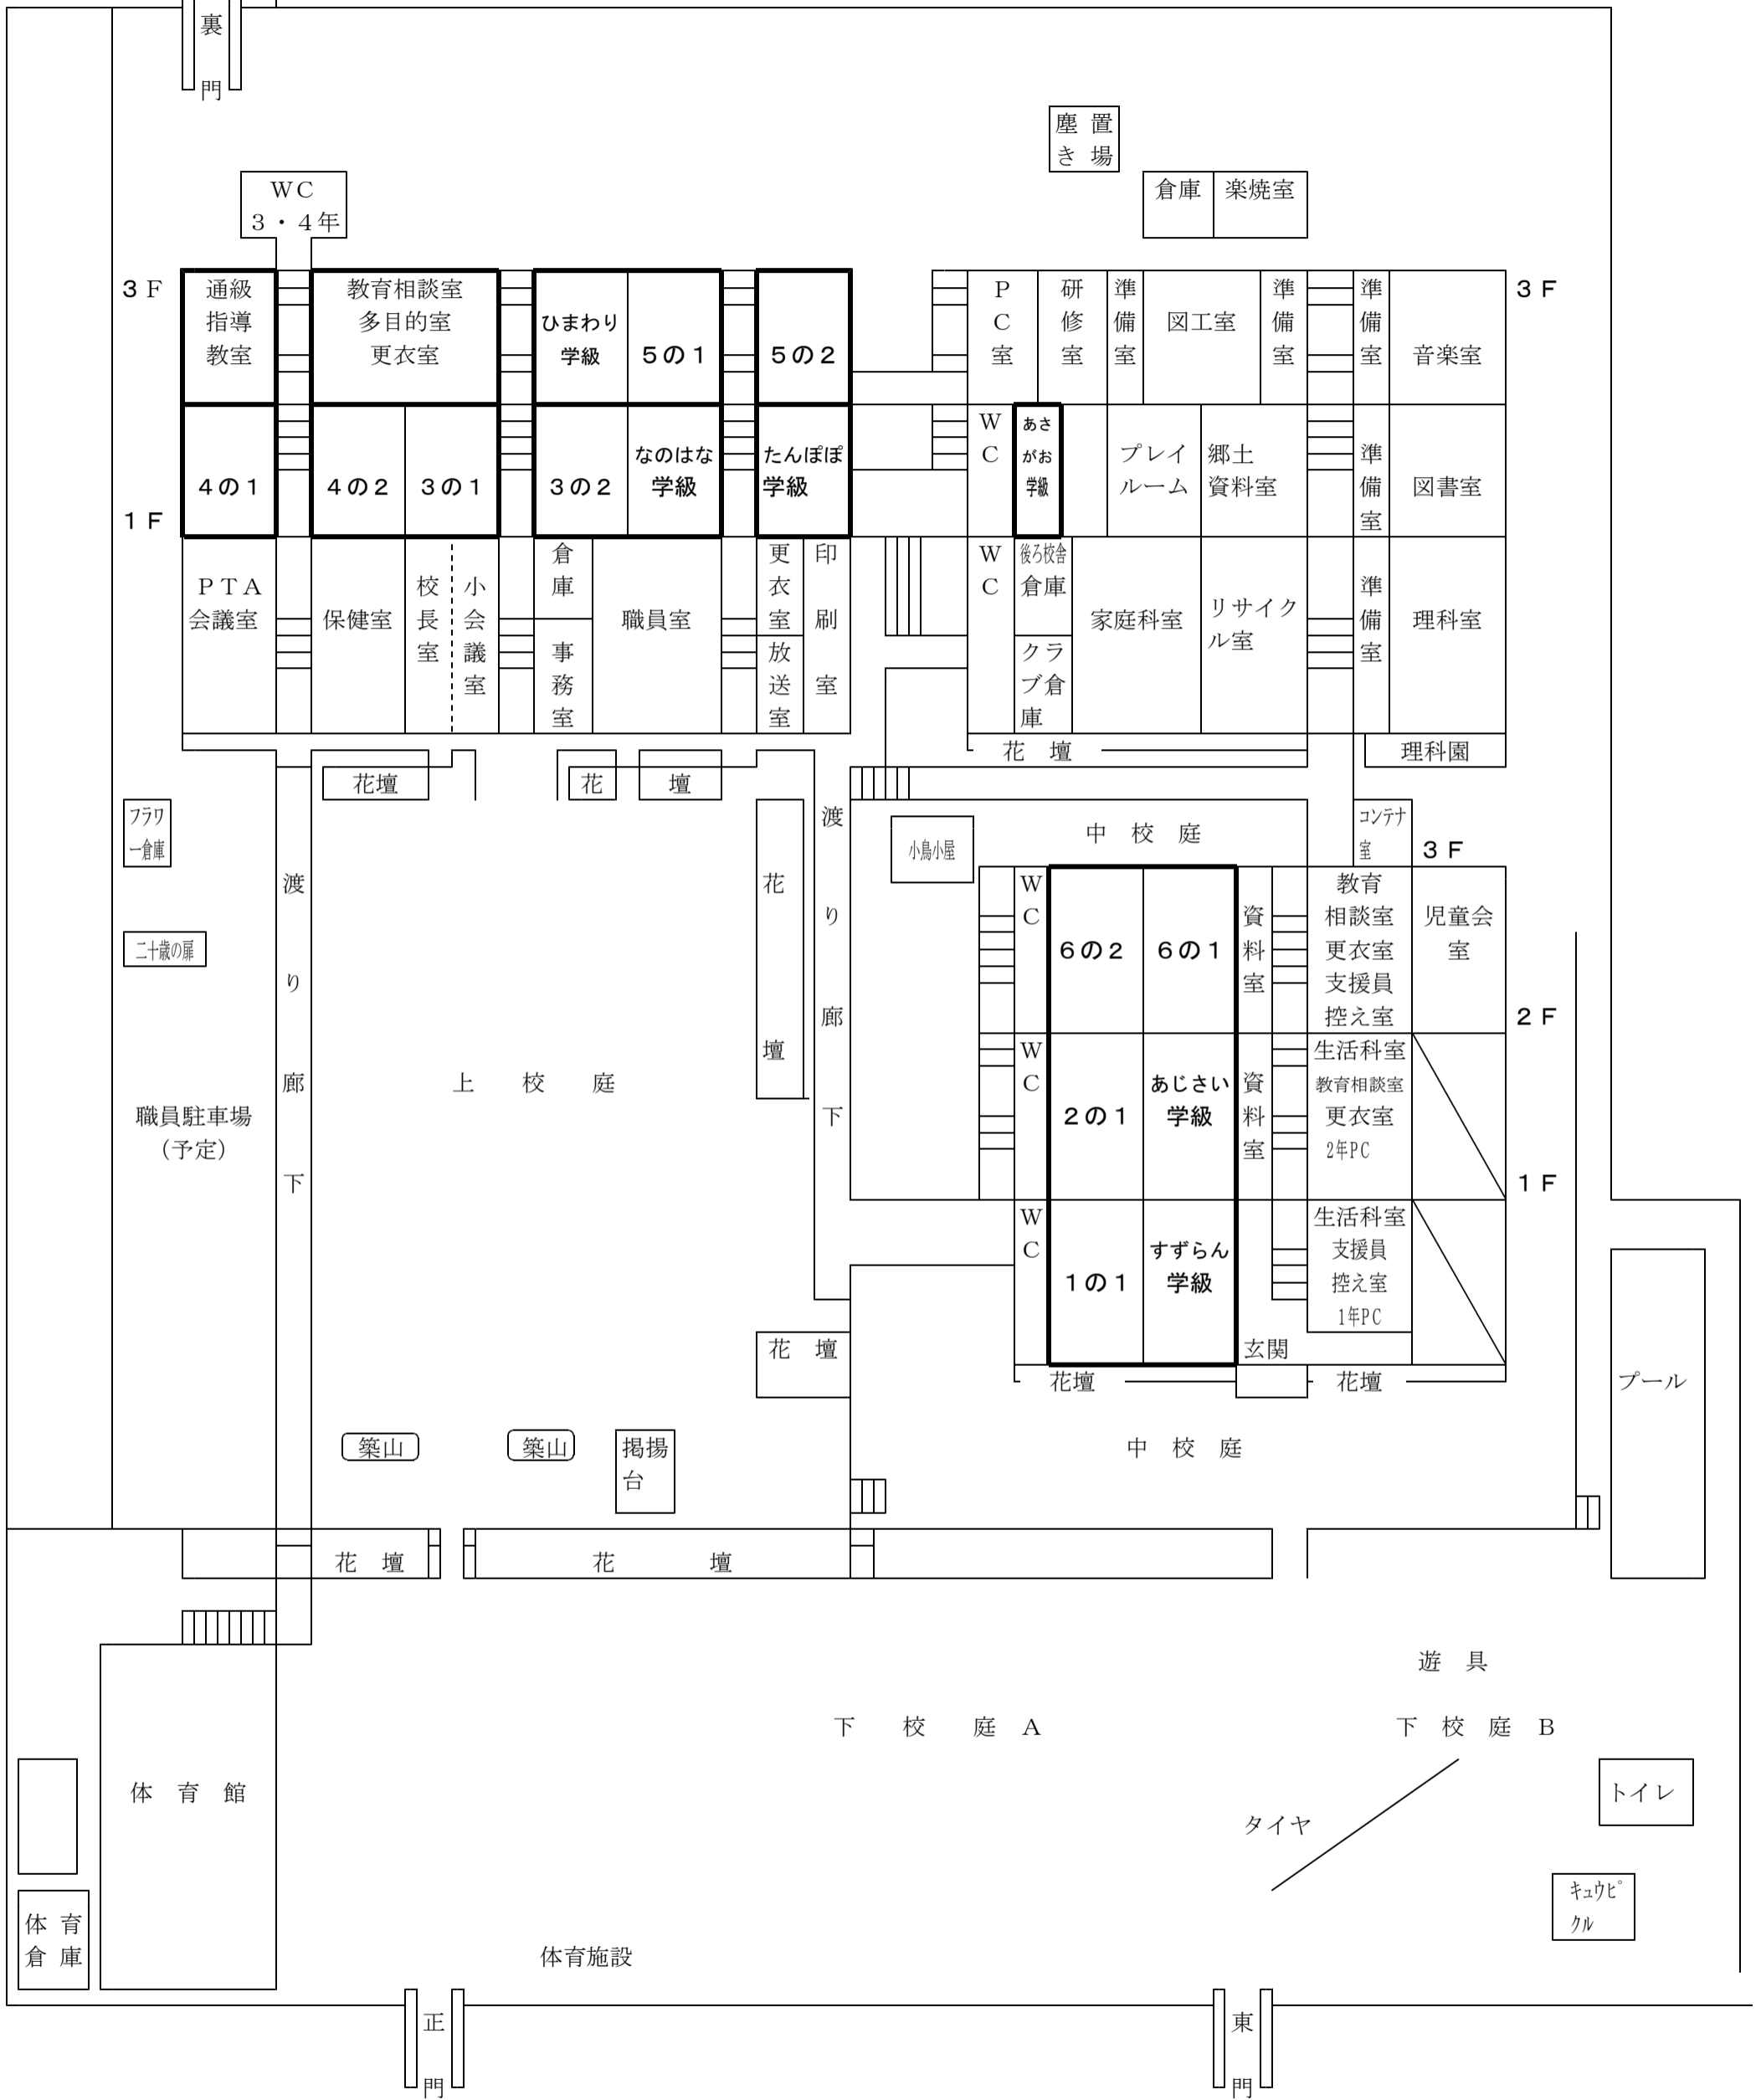 裏
門
塵 置
き 場
倉庫
楽焼室
WC
3・4年
3F
通級
指導
教室
教育相談室
多目的室
更衣室
ひまわり
学級
5の1
5の2
P
C
室
研
修
室
準
備
室
図工室
準
備
室
準
備
室
音楽室
3F
4の1
4の2
3の1
3の2
なのはな
学級
たんぽぽ
学級
W
C
あさ
がお
学級
プレイ
ルーム
郷土
資料室
準
備
室
図書室
1F
PTA
会議室
保健室
校
長
室
小
会
議
室
倉
庫
事
務
室
職員室
更
衣
室
放
送
室
印
刷
室
W
C
後ろ校舎
倉庫
クラ
ブ倉
庫
家庭科室
リサイク
ル室
準
備
室
理科室
花壇
花
壇
花 壇
理科園
フラワ
ー倉庫
二十歳の扉
職員駐車場
(予定)
渡
り
廊
下
上 校 庭
花
壇
渡
り
廊
下
小鳥小屋
中 校 庭
コンテナ
室
3F
W
C
6の2
6の1
資
料
室
教育
相談室
更衣室
支援員
控え室
児童会
室
2F
W
C
2の1
あじさい
学級
資
料
室
生活科室
教育相談室
更衣室
2年PC
1F
W
C
1の1
すずらん
学級
生活科室
支援員
控え室
1年PC
玄関
花 壇
花壇
花壇
プール
築山
築山
掲揚
台
中 校 庭
花 壇
花 壇
遊 具
下 校 庭 A
下 校 庭 B
体 育 館
トイレ
タイヤ
キュウビ
クル
体 育
倉 庫
体育施設
正
門
東
門